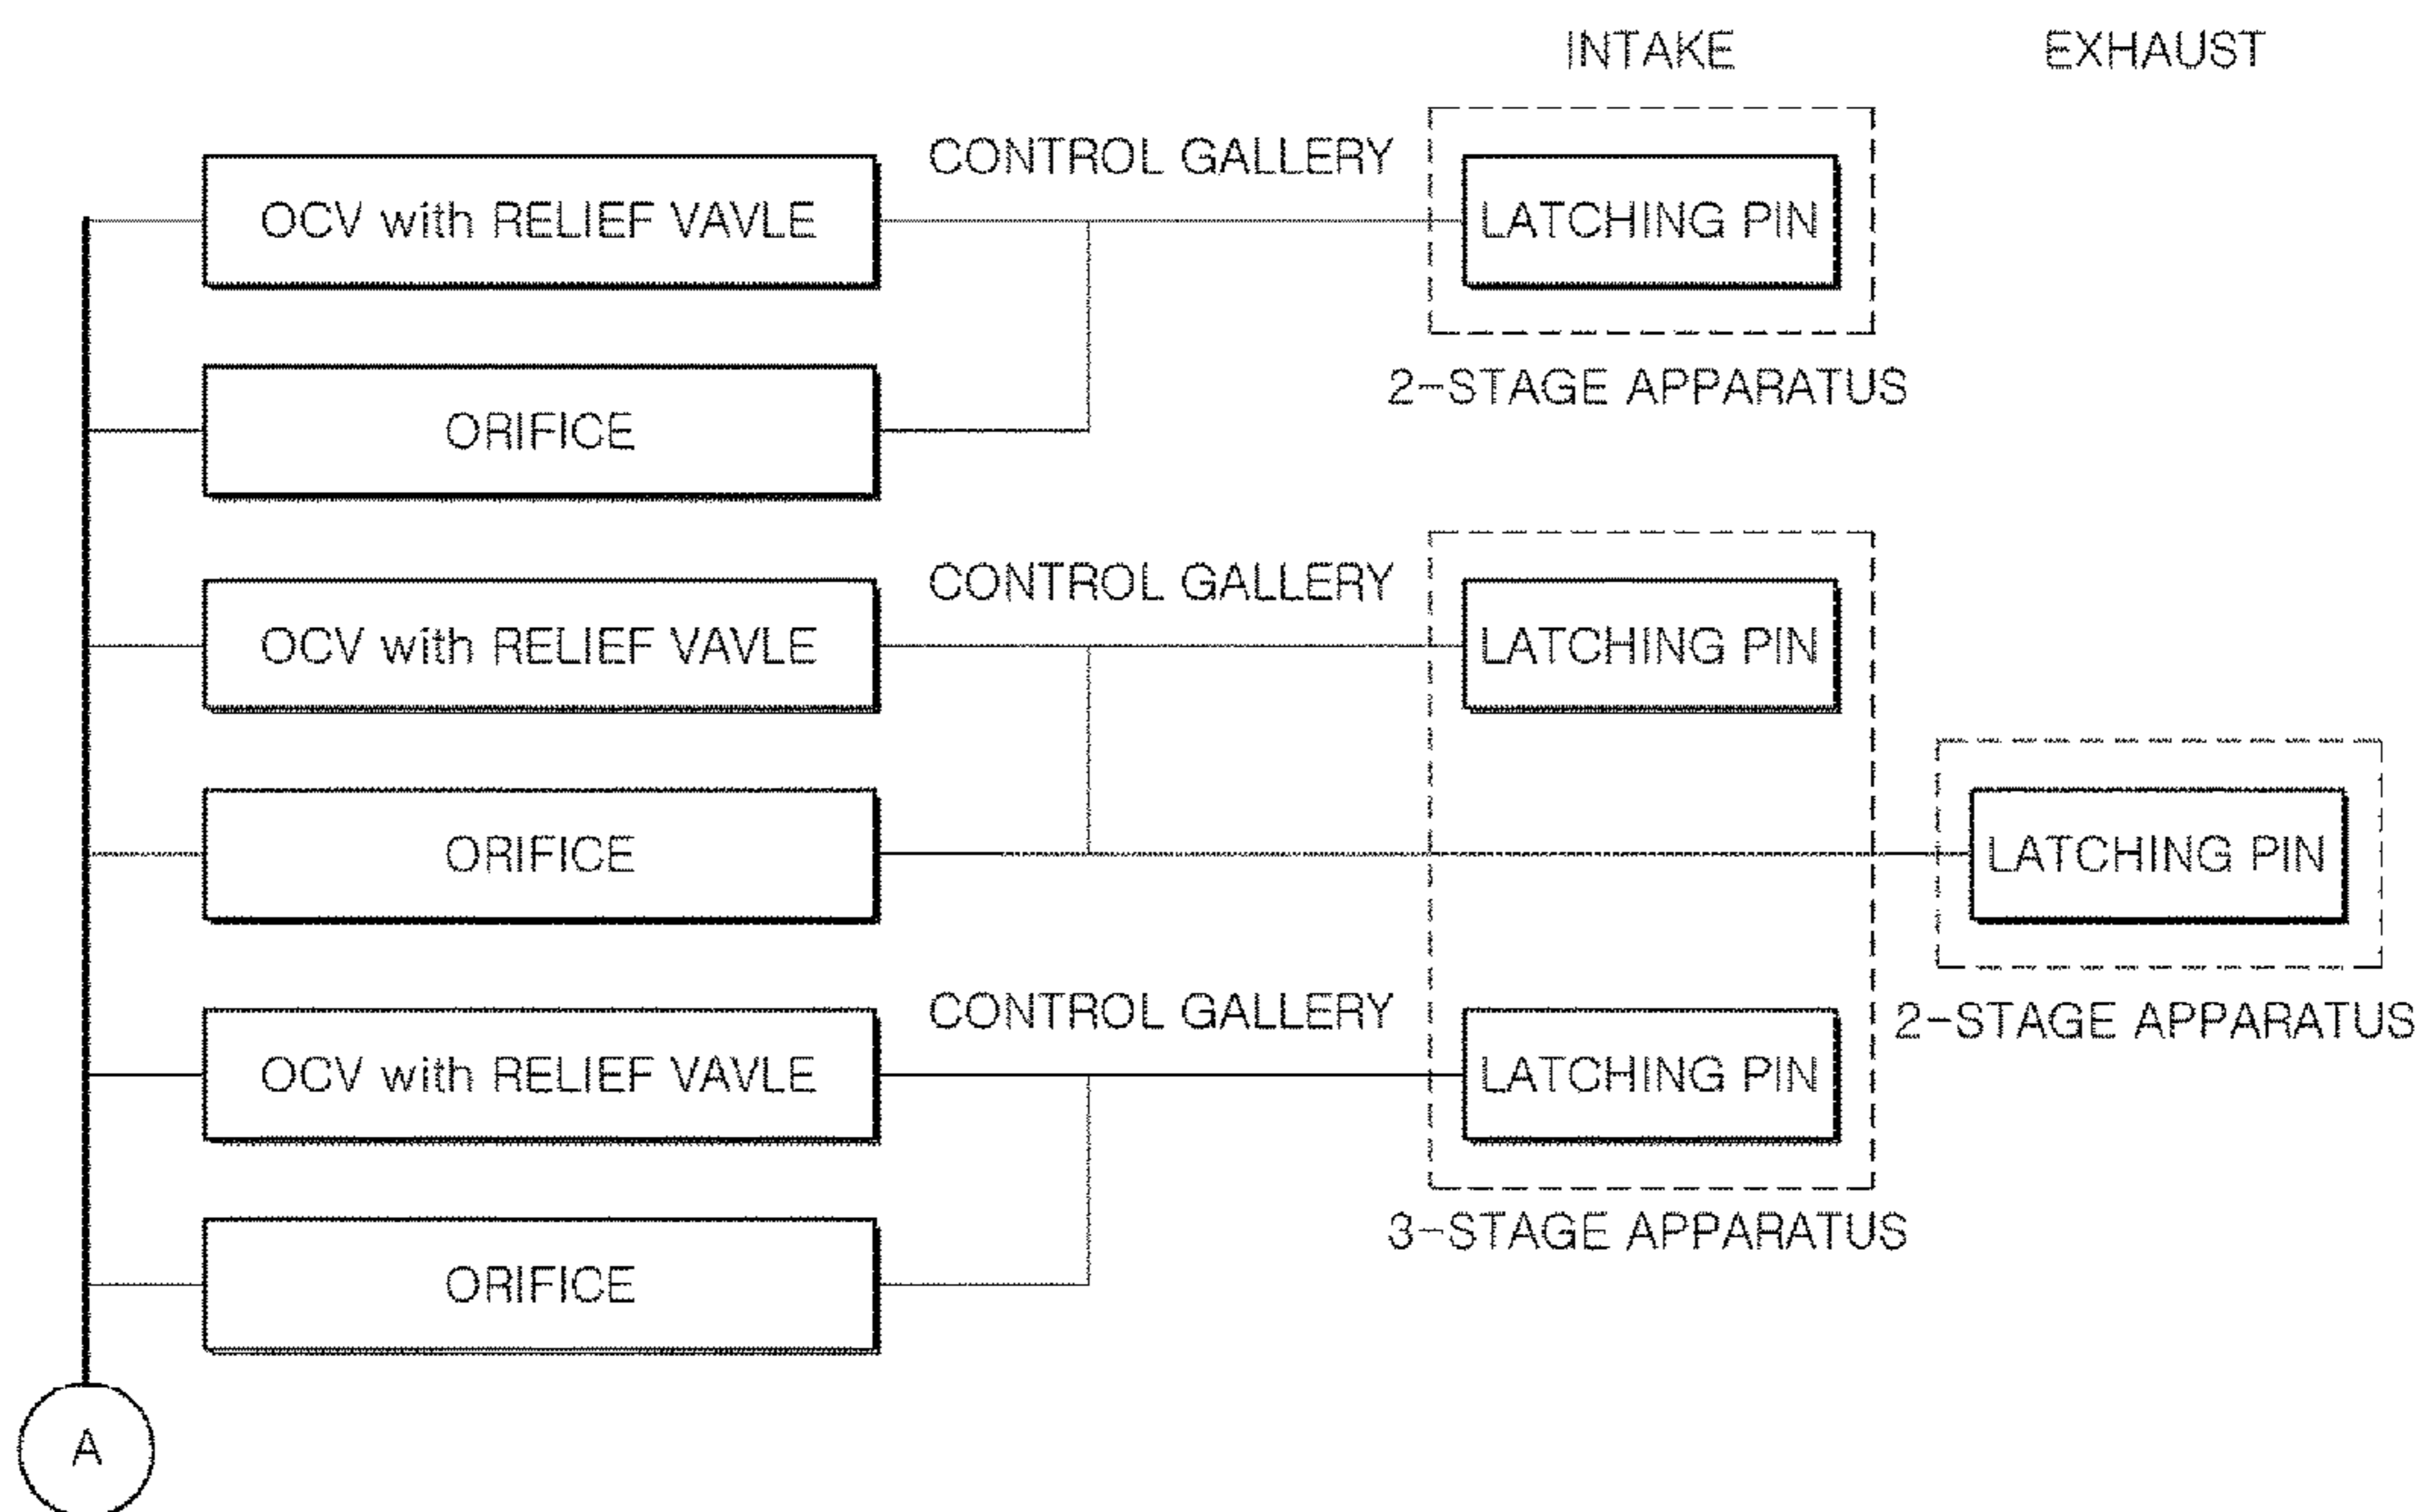 INTAKE
EXHAUST
CONTROL GALLERY
OCV with RELIEF VAVLE
LATCHING PIN
2-STAGE APPARATUS
ORIFICE
CONTROL GALLERY
OCV with RELIEF VAVLE
LATCHING PIN
ORIFICE
LATCHING PIN
CONTROL GALLERY
2-STAGE APPARATUS
OCV with RELIEF VAVLE
LATCHING PIN
3-STAGE APPARATUS
ORIFICE
A